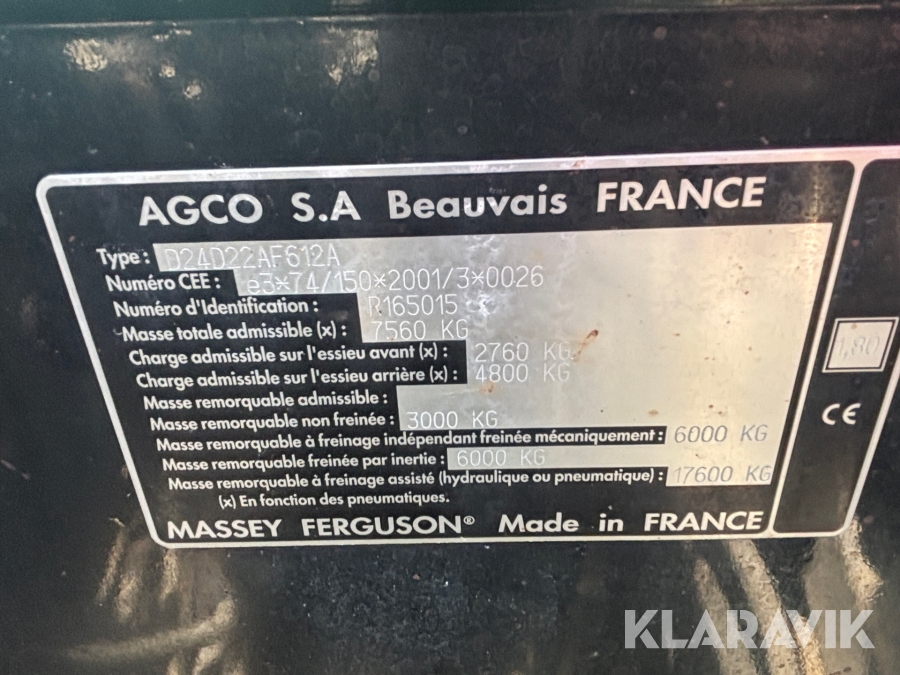 AGCO S.A Beauvais FRANCE
Type : D24D22AF612A
Numéro CEE : e3*74/150*2001/3*0026
Numéro d'Identification : R165015
Masse totale admissible (x) : 7560 KG
Charge admissible sur l'essieu avant (x) : 2760 KG
Charge admissible sur l'essieu arrière (x) : 4800 KG
Masse remorquable admissible :
Masse remorquable non freinée : 3000 KG
Masse remorquable à freinage indépendant freinée mécaniquement : 6000 KG
Masse remorquable freinée par inertie : 6000 KG
Masse remorquable à freinage assisté (hydraulique ou pneumatique) : 17600 KG
(x) En fonction des pneumatiques.
MASSEY FERGUSON® Made in FRANCE
1,80
CE
KLARAVIK